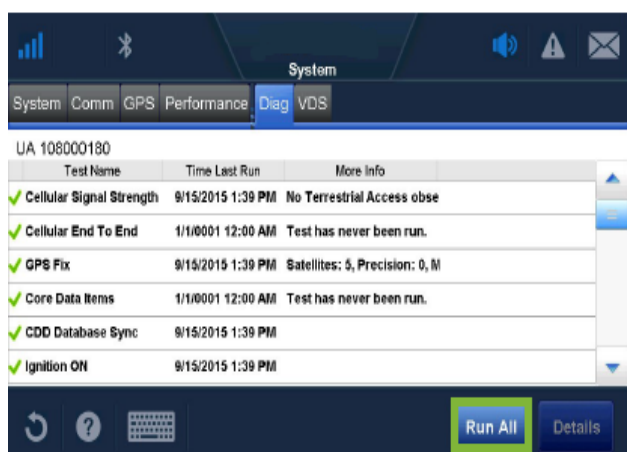 System
System Comm GPS Performance Diag VDS
UA 108000180
Test Name Time Last Run More Info
Cellular Signal Strength 9/15/2015 1:39 PM No Terrestrial Access obse
Cellular End To End 1/1/0001 12:00 AM Test has never been run.
GPS Fix 9/15/2015 1:39 PM Satellites: 5, Precision: 0, M
Core Data Items 1/1/0001 12:00 AM Test has never been run.
CDD Database Sync 9/15/2015 1:39 PM
Ignition ON 9/15/2015 1:39 PM
Run All Details